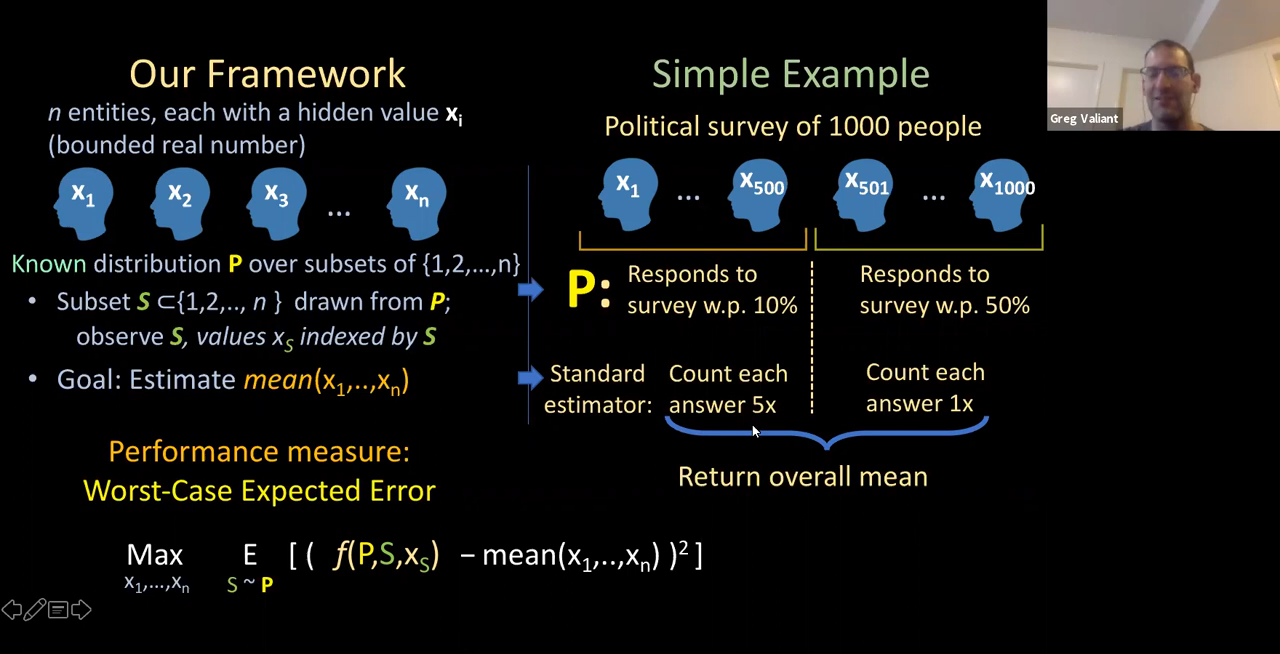 Our Framework
n entities, each with a hidden value xi
(bounded real number)
x1 x2 x3 ... xn
Known distribution P over subsets of {1,2,...,n}
• Subset S ⊂{1,2,.., n } drawn from P;
observe S, values xS indexed by S
• Goal: Estimate mean(x1,..,xn)
Performance measure:
Worst-Case Expected Error
Max E [ ( f(P,S,xS) – mean(x1,..,xn) )² ]
x1,...,xn S ~ P
Simple Example
Political survey of 1000 people
x1 ... x500 x501 ... x1000
P: Responds to
survey w.p. 10%
Responds to
survey w.p. 50%
Standard
estimator:
Count each
answer 5x
Count each
answer 1x
Return overall mean
Greg Valiant